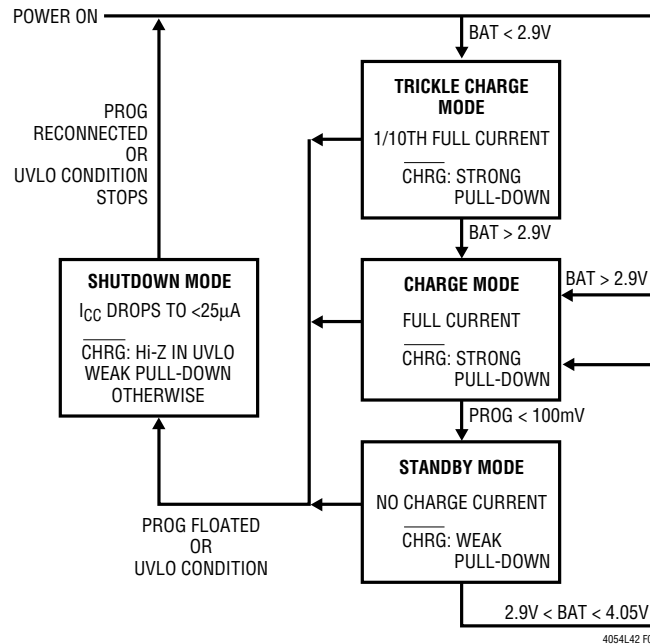 POWER ON
BAT < 2.9V
TRICKLE CHARGE
MODE
1/10TH FULL CURRENT
CHRG: STRONG
PULL-DOWN
PROG
RECONNECTED
OR
UVLO CONDITION
STOPS
BAT > 2.9V
SHUTDOWN MODE
ICC DROPS TO <25µA
CHRG: Hi-Z IN UVLO
WEAK PULL-DOWN
OTHERWISE
CHARGE MODE
FULL CURRENT
CHRG: STRONG
PULL-DOWN
BAT > 2.9V
PROG < 100mV
STANDBY MODE
NO CHARGE CURRENT
CHRG: WEAK
PULL-DOWN
PROG FLOATED
OR
UVLO CONDITION
2.9V < BAT < 4.05V
4054L42 F